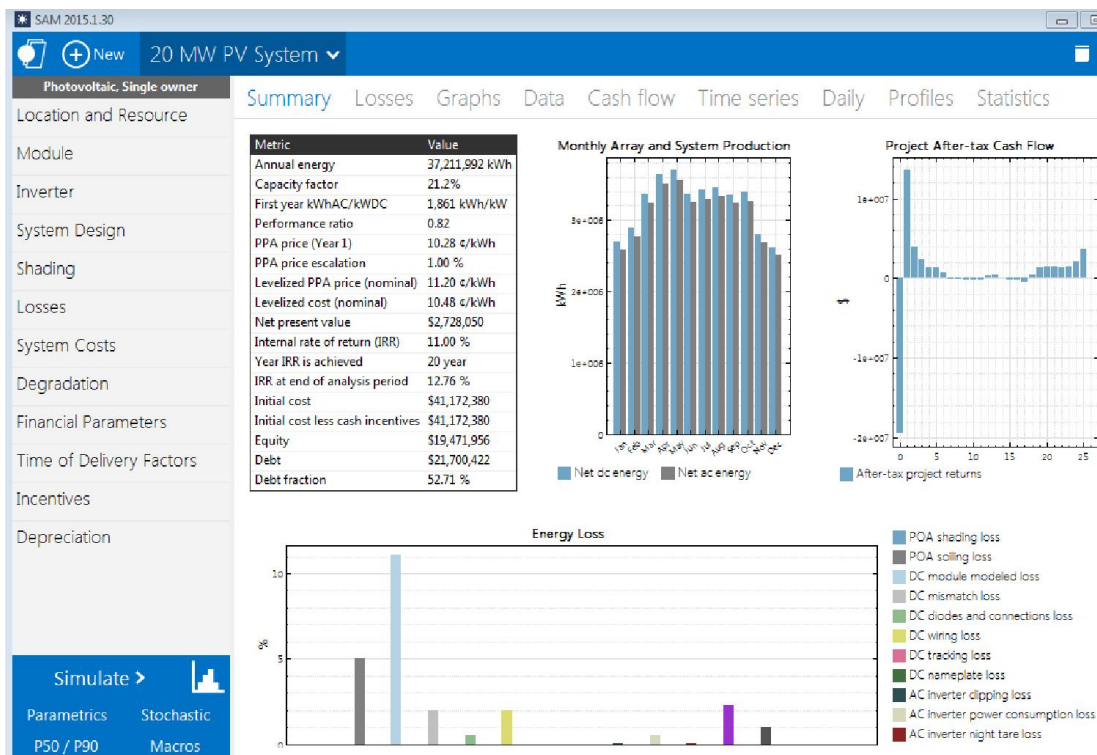 SAM 2015.1.30
New
20 MW PV System
Photovoltaic, Single owner
Location and Resource
Module
Inverter
System Design
Shading
Losses
System Costs
Degradation
Financial Parameters
Time of Delivery Factors
Incentives
Depreciation
Simulate >
Parametrics Stochastic
P50 / P90 Macros
Summary Losses Graphs Data Cash flow Time series Daily Profiles Statistics
Metric Value
Annual energy 37,211,992 kWh
Capacity factor 21.2%
First year kWhAC/kWDC 1,861 kWh/kW
Performance ratio 0.82
PPA price (Year 1) 10.28 ¢/kWh
PPA price escalation 1.00 %
Levelized PPA price (nominal) 11.20 ¢/kWh
Levelized cost (nominal) 10.48 ¢/kWh
Net present value $2,728,050
Internal rate of return (IRR) 11.00 %
Year IRR is achieved 20 year
IRR at end of analysis period 12.76 %
Initial cost $41,172,380
Initial cost less cash incentives $41,172,380
Equity $19,471,956
Debt $21,700,422
Debt fraction 52.71 %
Monthly Array and System Production
kWh
3e+006
2e+006
1e+006
0
Jan Feb Mar Apr May Jun Jul Aug Sep Oct Nov Dec
Net dc energy Net ac energy
Project After-tax Cash Flow
$
1e+007
0
-1e+007
-2e+007
0 5 10 15 20 25
After-tax project returns
Energy Loss
%
10
5
0
POA shading loss
POA soiling loss
DC module modeled loss
DC mismatch loss
DC diodes and connections loss
DC wiring loss
DC tracking loss
DC nameplate loss
AC inverter clipping loss
AC inverter power consumption loss
AC inverter night tare loss